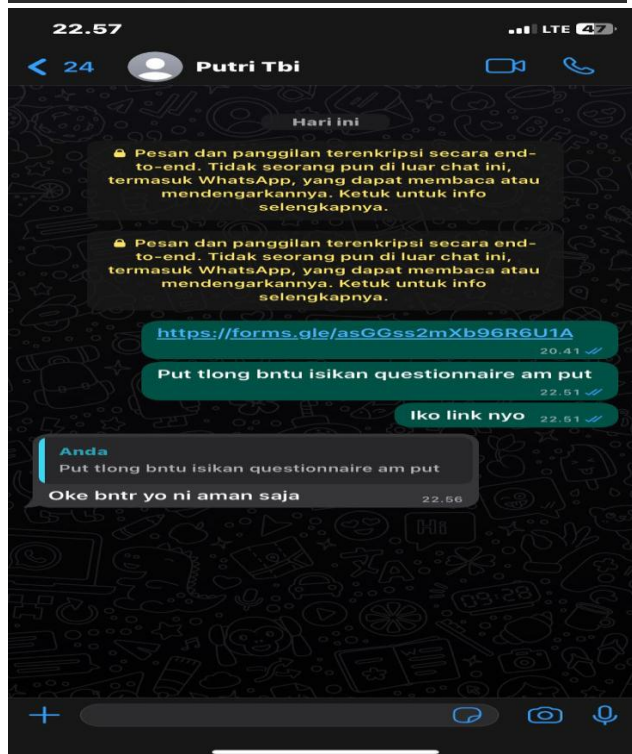 22.57
LTE 47
24 Putri Tbi
Hari ini
Pesan dan panggilan terenkripsi secara end-
to-end. Tidak seorang pun di luar chat ini,
termasuk WhatsApp, yang dapat membaca atau
mendengarkannya. Ketuk untuk info
selengkapnya.
Pesan dan panggilan terenkripsi secara end-
to-end. Tidak seorang pun di luar chat ini,
termasuk WhatsApp, yang dapat membaca atau
mendengarkannya. Ketuk untuk info
selengkapnya.
https://forms.gle/asGGss2mXb96R6U1A
20.41
Put tlong bntu isikan questionnaire am put
22.51
Iko link nyo 22.51
Anda
Put tlong bntu isikan questionnaire am put
Oke bntr yo ni aman saja 22.56
Hi
09:28